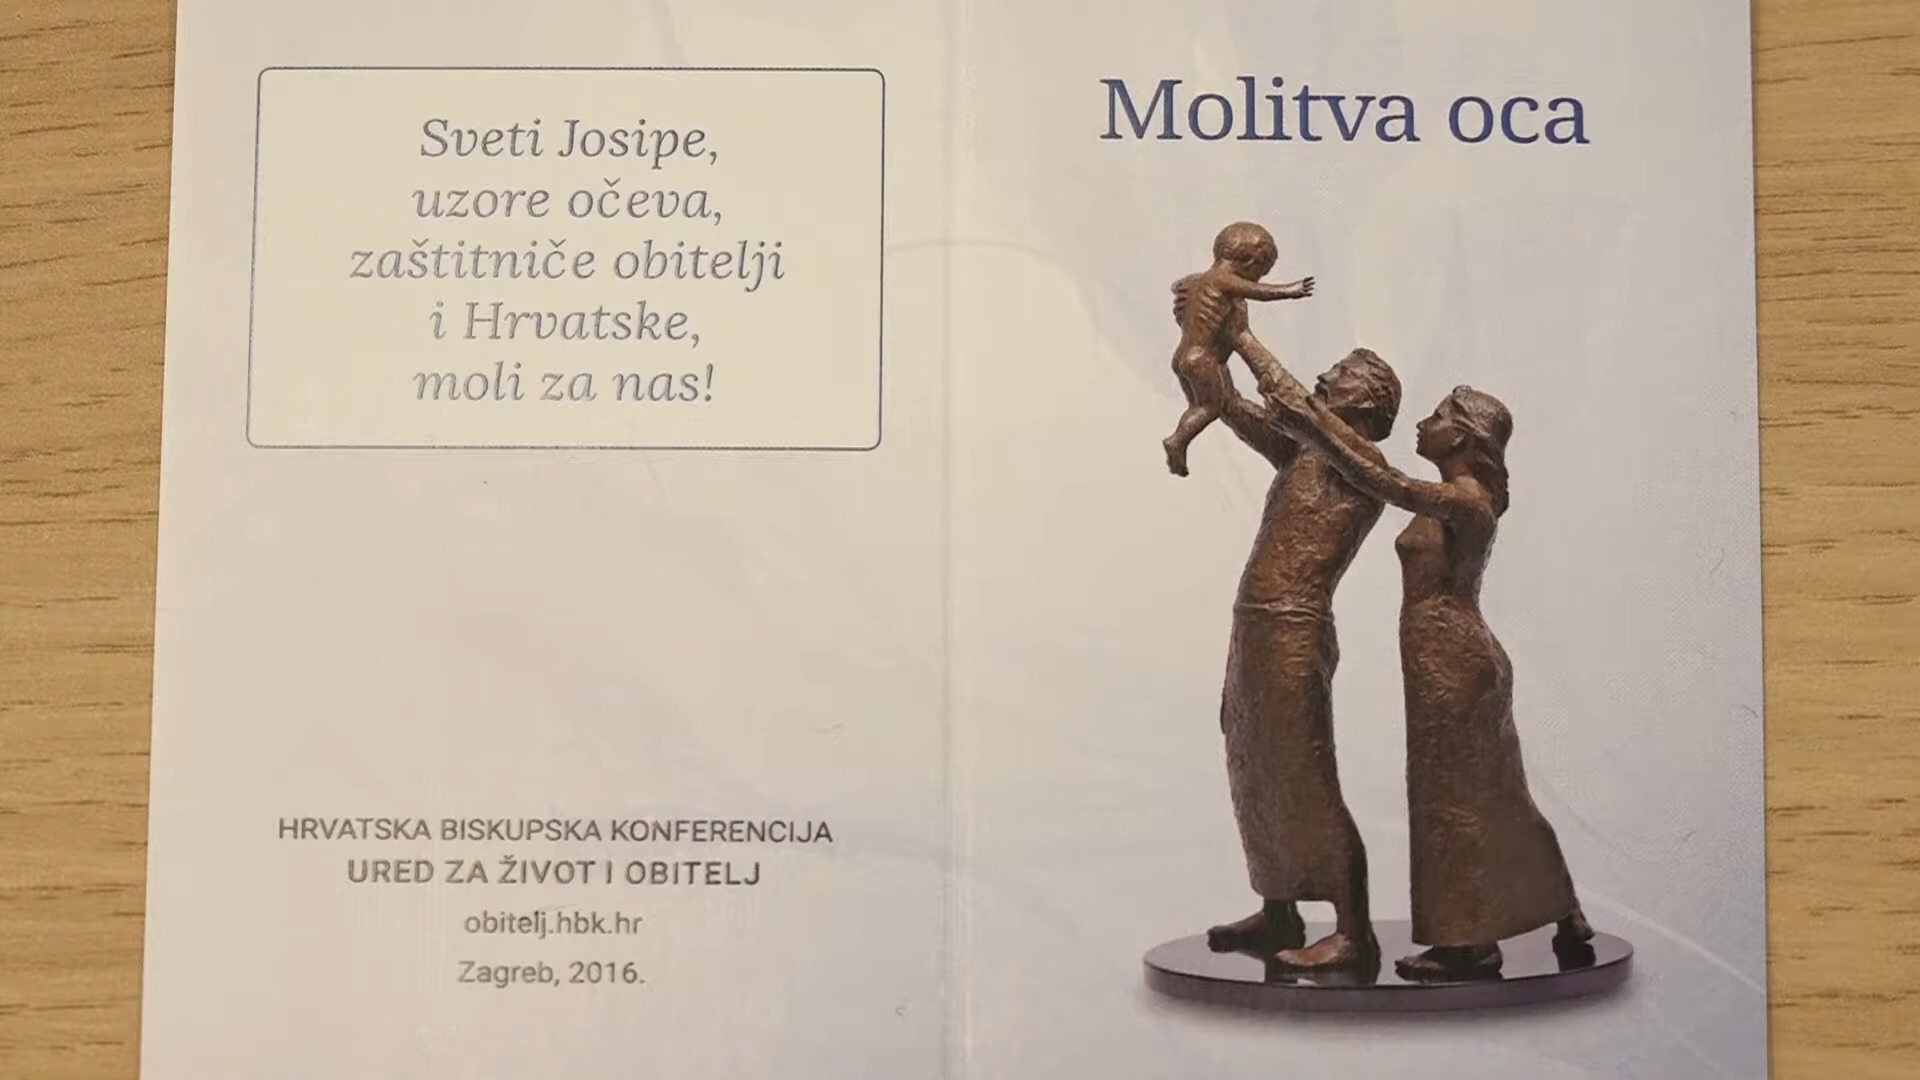 Sveti Josipe,
uzore očeva,
zaštitniče obitelji
i Hrvatske,
moli za nas!
HRVATSKA BISKUPSKA KONFERENCIJA
URED ZA ŽIVOT I OBITELJ
obitelj.hbk.hr
Zagreb, 2016.
Molitva oca